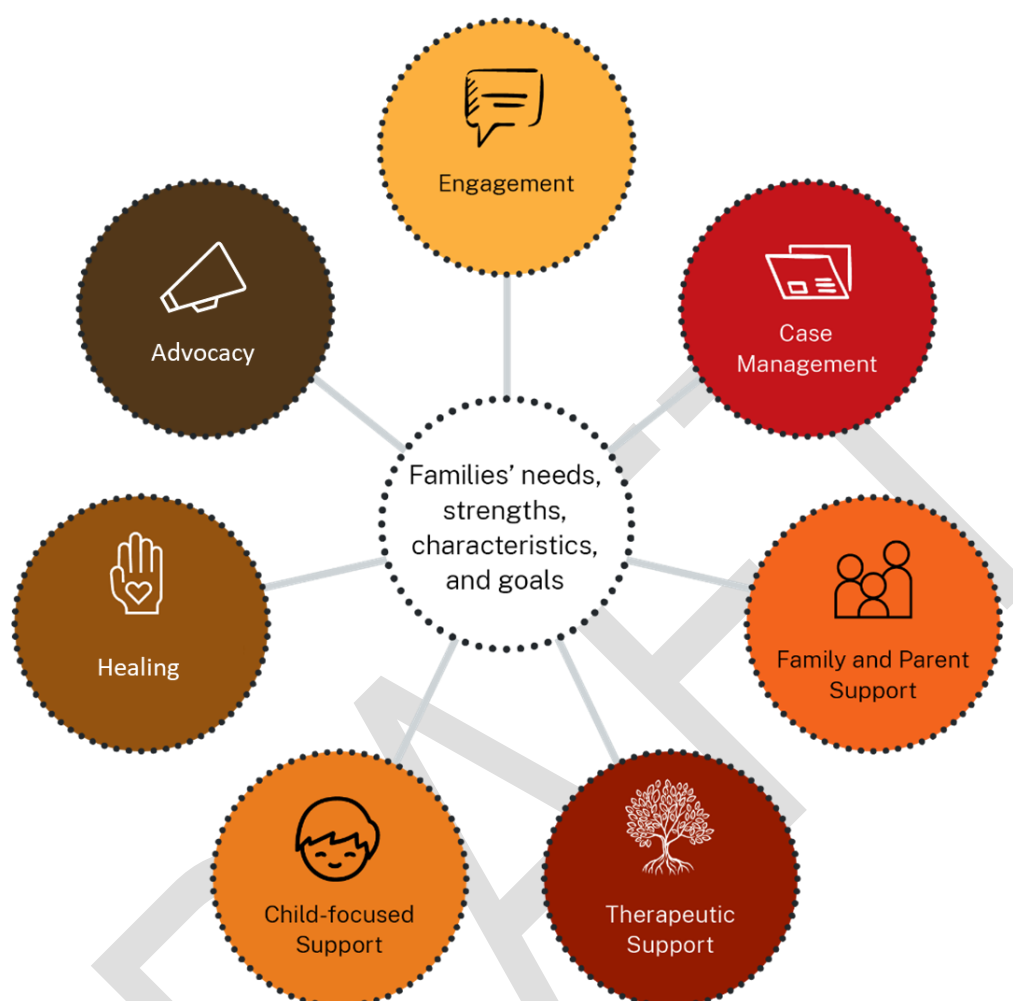 Engagement
Case
Management
Advocacy
Families’ needs,
strengths,
characteristics,
and goals
Family and Parent
Support
Healing
Therapeutic
Support
Child-focused
Support
DRAFT